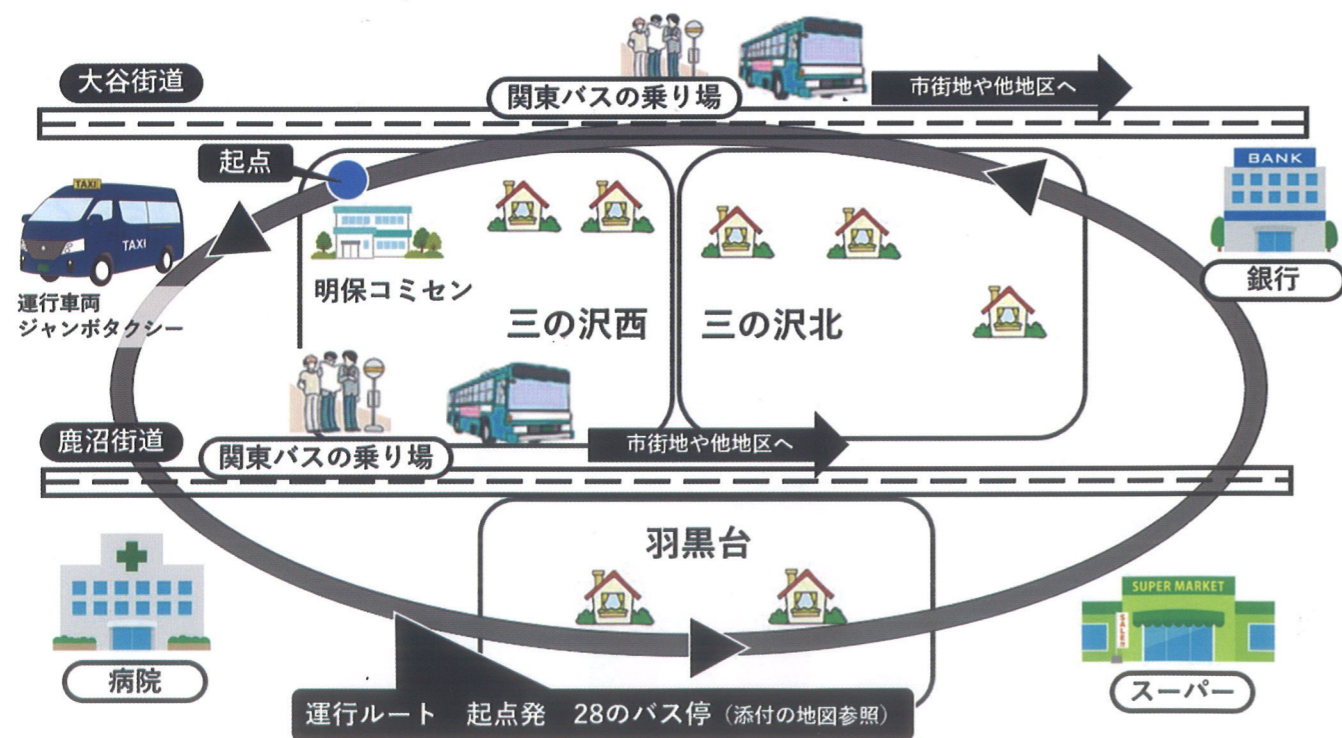 大谷街道
関東バスの乗り場
市街地や他地区へ
起点
BANK
TAXI
TAXI
明保コミセン
銀行
運行車両
ジャンボタクシー
三の沢西
三の沢北
鹿沼街道
関東バスの乗り場
市街地や他地区へ
羽黒台
SUPER MARKET
SALE
病院
スーパー
運行ルート 起点発 28のバス停（添付の地図参照）